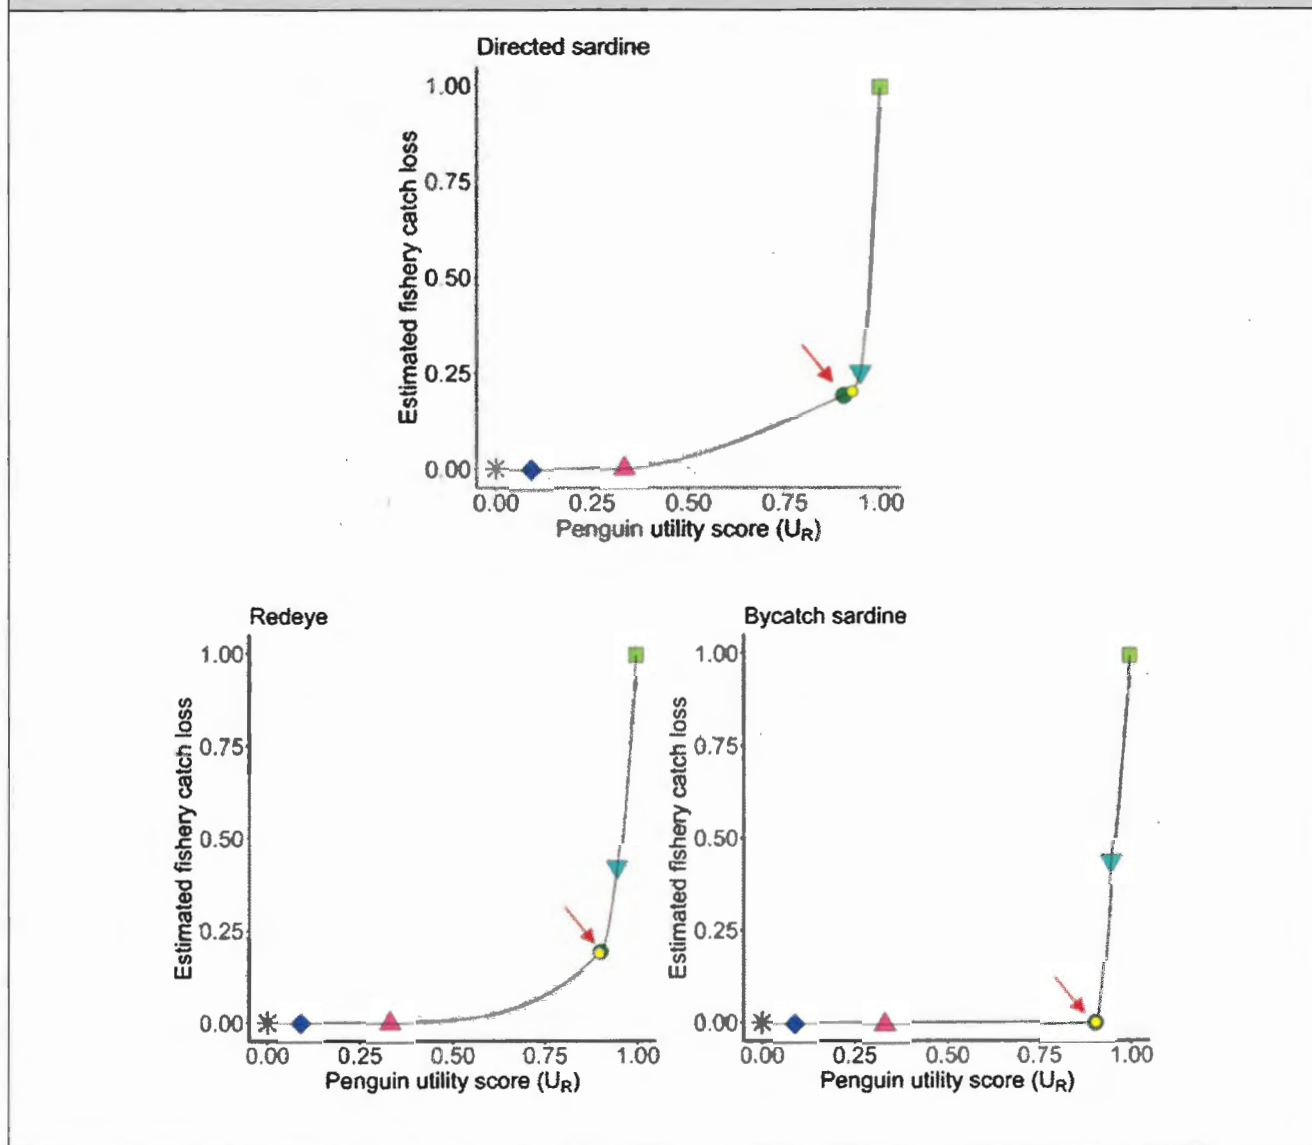 Directed sardine
1.00
0.75
0.50
0.25
0.00
Estimated fishery catch loss
0.00 0.25 0.50 0.75 1.00
Penguin utility score (UR)
Redeye
1.00
0.75
0.50
0.25
0.00
Estimated fishery catch loss
0.00 0.25 0.50 0.75 1.00
Penguin utility score (UR)
Bycatch sardine
1.00
0.75
0.50
0.25
0.00
Estimated fishery catch loss
0.00 0.25 0.50 0.75 1.00
Penguin utility score (UR)